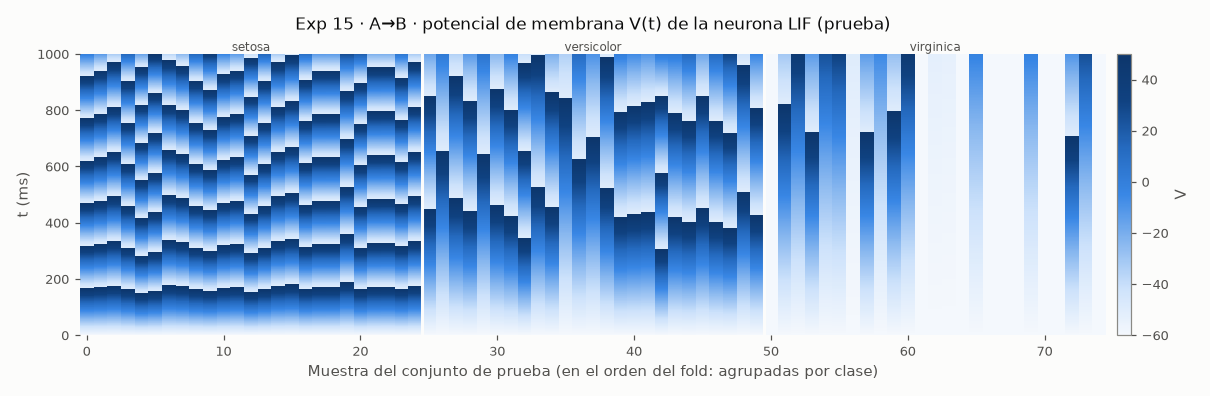 Exp 15 · A→B · potencial de membrana V(t) de la neurona LIF (prueba)
setosa versicolor virginica
1000
800
600
400
200
0
t (ms)
0 10 20 30 40 50 60 70
Muestra del conjunto de prueba (en el orden del fold: agrupadas por clase)
40
20
0
−20
−40
−60
V